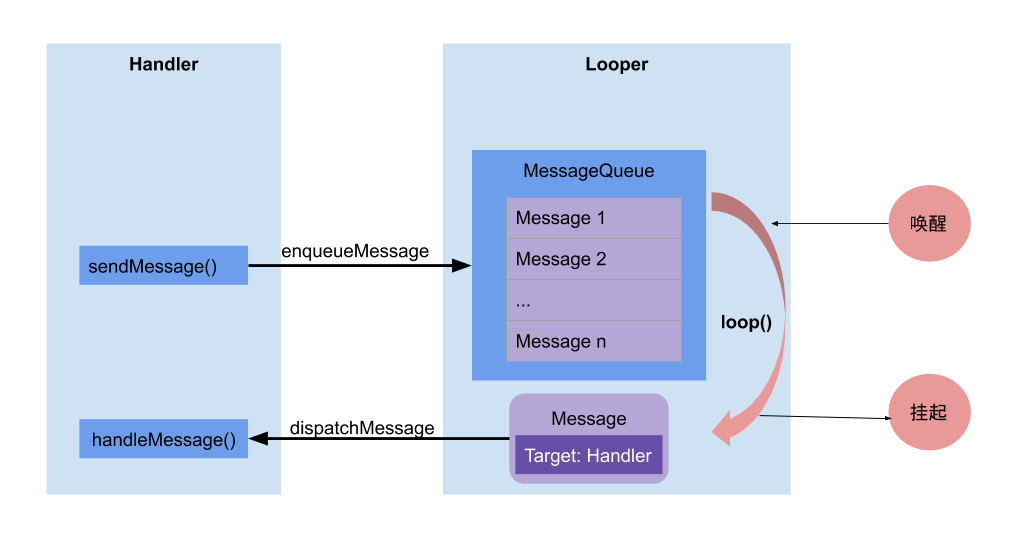 Handler
Looper
MessageQueue
Message 1
Message 2
...
Message n
sendMessage()
enqueueMessage
loop()
唤醒
挂起
handleMessage()
dispatchMessage
Message
Target: Handler